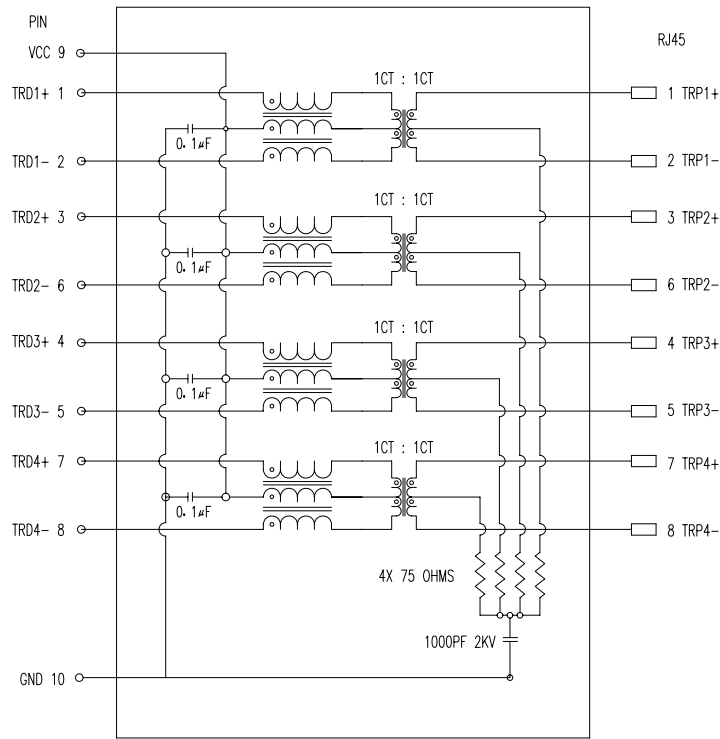 PIN
RJ45
VCC 9
1CT : 1CT
TRD1+ 1
1 TRP1+
0.1μF
TRD1- 2
2 TRP1-
1CT : 1CT
TRD2+ 3
3 TRP2+
0.1μF
TRD2- 6
6 TRP2-
1CT : 1CT
TRD3+ 4
4 TRP3+
0.1μF
TRD3- 5
5 TRP3-
1CT : 1CT
TRD4+ 7
7 TRP4+
0.1μF
TRD4- 8
8 TRP4-
4X 75 OHMS
1000PF 2KV
GND 10